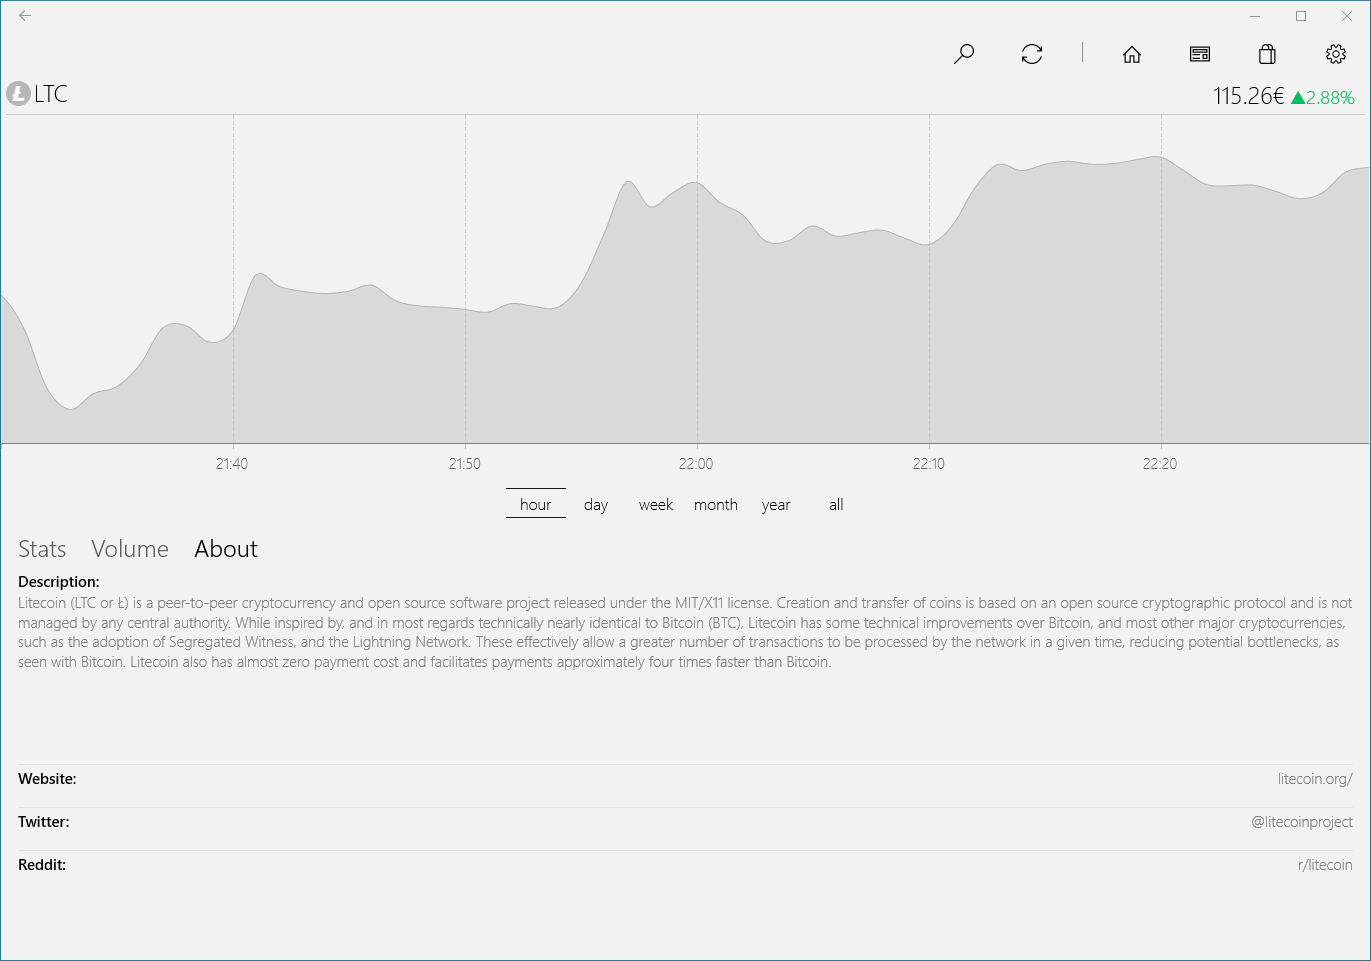 LTC
115.26€ ▲2.88%
21:40 21:50 22:00 22:10 22:20
hour day week month year all
Stats Volume About
Description:
Litecoin (LTC or Ł) is a peer-to-peer cryptocurrency and open source software project released under the MIT/X11 license. Creation and transfer of coins is based on an open source cryptographic protocol and is not
managed by any central authority. While inspired by, and in most regards technically nearly identical to Bitcoin (BTC), Litecoin has some technical improvements over Bitcoin, and most other major cryptocurrencies,
such as the adoption of Segregated Witness, and the Lightning Network. These effectively allow a greater number of transactions to be processed by the network in a given time, reducing potential bottlenecks, as
seen with Bitcoin. Litecoin also has almost zero payment cost and facilitates payments approximately four times faster than Bitcoin.
Website: litecoin.org/
Twitter: @litecoinproject
Reddit: r/litecoin